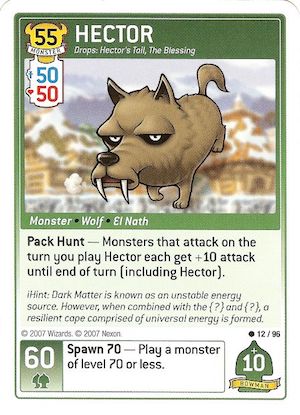 55
MONSTER
HECTOR
Drops: Hector's Tail, The Blessing
50
50
Monster • Wolf • El Nath
Pack Hunt — Monsters that attack on the
turn you play Hector each get +10 attack
until end of turn (including Hector).
iHint: Dark Matter is known as an unstable energy
source. However, when combined with the {?} and {?}, a
resilient cape comprised of universal energy is formed.
© 2007 Wizards. © 2007 Nexon.
● 12 / 96
60
Spawn 70 — Play a monster
of level 70 or less.
10
BOWMAN